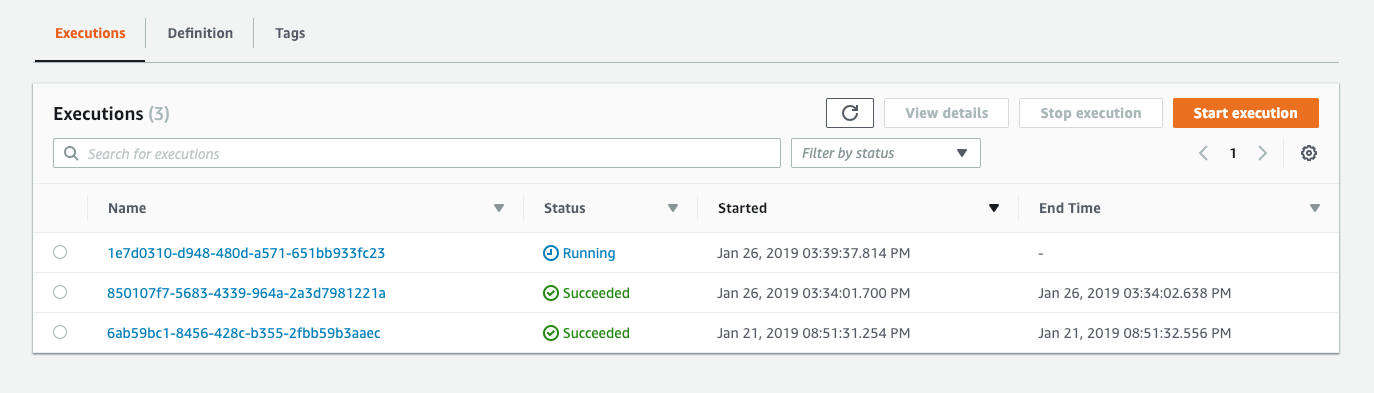 Executions Definition Tags
Executions (3) View details Stop execution Start execution
Search for executions Filter by status 1
Name Status Started End Time
1e7d0310-d948-480d-a571-651bb933fc23 Running Jan 26, 2019 03:39:37.814 PM -
850107f7-5683-4339-964a-2a3d7981221a Succeeded Jan 26, 2019 03:34:01.700 PM Jan 26, 2019 03:34:02.638 PM
6ab59bc1-8456-428c-b355-2fbb59b3aaec Succeeded Jan 21, 2019 08:51:31.254 PM Jan 21, 2019 08:51:32.556 PM